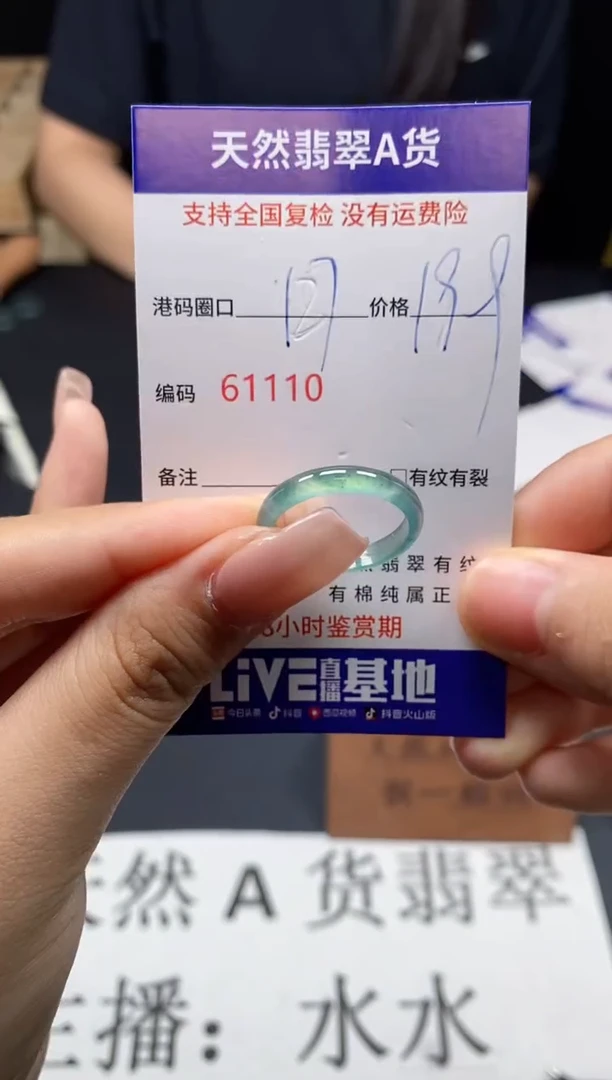 天然翡翠A货
支持全国复检 没有运费险
港码圈口 价格
编码 61110
备注 □有纹有裂
翡翠有纹
有棉纯属正
8小时鉴赏期
LiVE直播基地
今日头条 抖音 西瓜视频 抖音火山版
天然A货翡翠
主播：水水